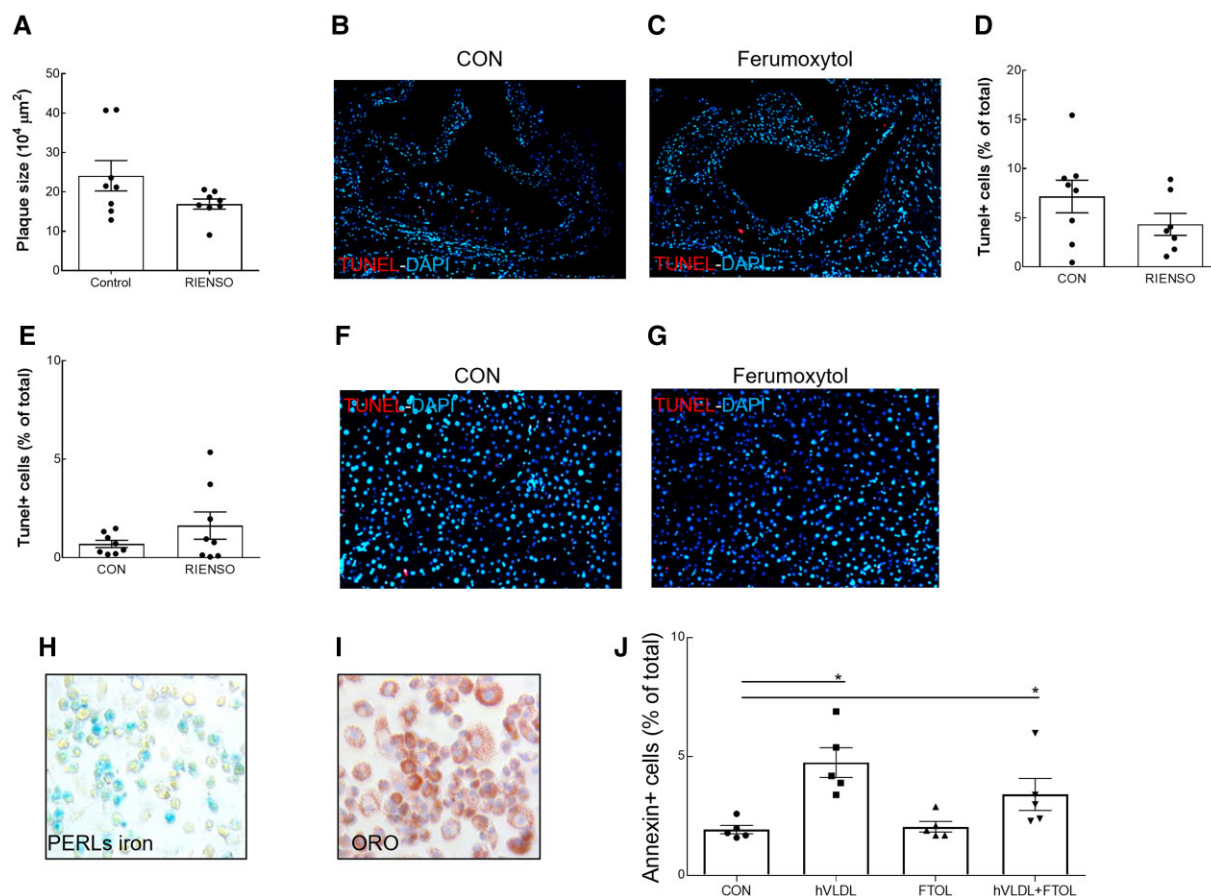 A
Plaque size (10⁴ µm²)
50
40
30
20
10
0
Control RIENSO
B
CON
TUNEL-DAPI
C
Ferumoxytol
TUNEL-DAPI
D
Tunel+ cells (% of total)
20
15
10
5
0
CON RIENSO
E
Tunel+ cells (% of total)
10
5
0
CON RIENSO
F
CON
TUNEL-DAPI
G
Ferumoxytol
TUNEL-DAPI
H
PERLs iron
I
ORO
J
Annexin+ cells (% of total)
10
5
0
* *
CON hVLDL FTOL hVLDL+FTOL